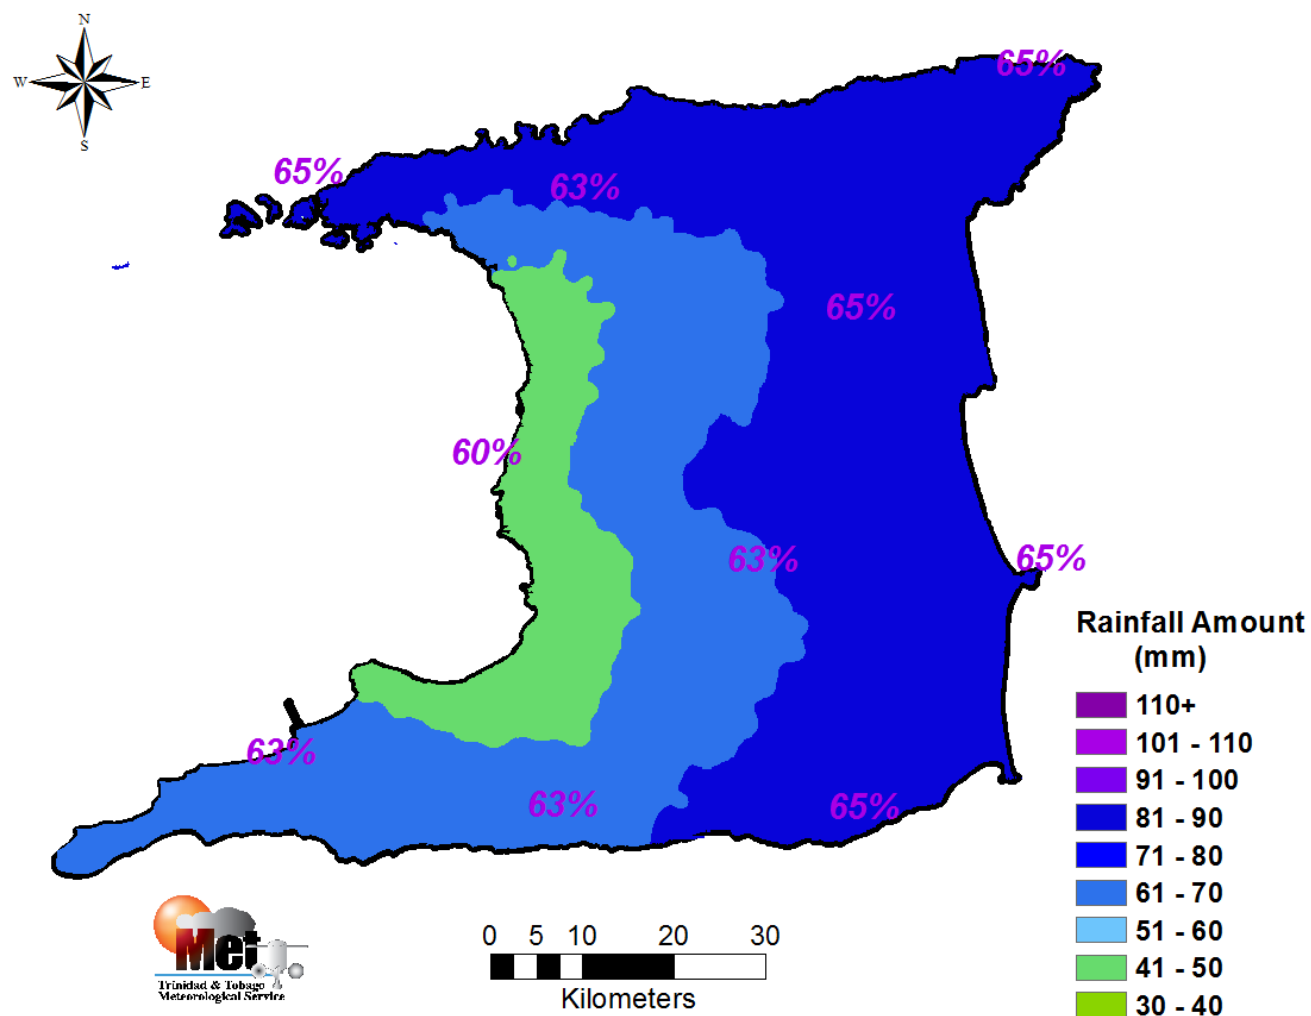 N
W E
S
65%
65%
63%
65%
60%
63%
65%
63%
63%
65%
Rainfall Amount
(mm)
110+
101 - 110
91 - 100
81 - 90
71 - 80
61 - 70
51 - 60
41 - 50
30 - 40
Met
Trinidad & Tobago
Meteorological Service
0 5 10 20 30
Kilometers